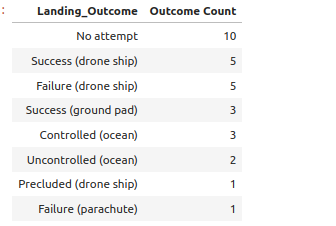 :
Landing_Outcome Outcome Count
No attempt 10
Success (drone ship) 5
Failure (drone ship) 5
Success (ground pad) 3
Controlled (ocean) 3
Uncontrolled (ocean) 2
Precluded (drone ship) 1
Failure (parachute) 1